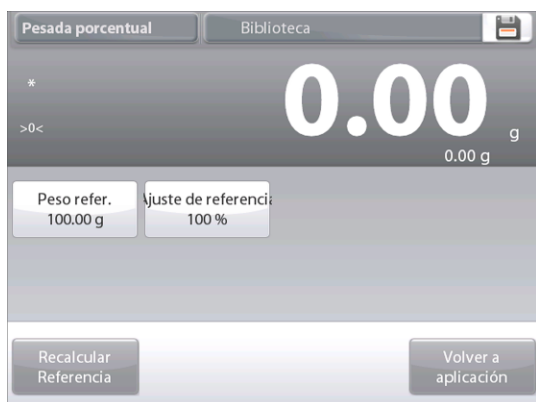 Pesada porcentual
Biblioteca
*
0.00
>0<
g
0.00 g
Peso refer.
100.00 g
Ajuste de referencia
100 %
Recalcular
Referencia
Volver a
aplicación